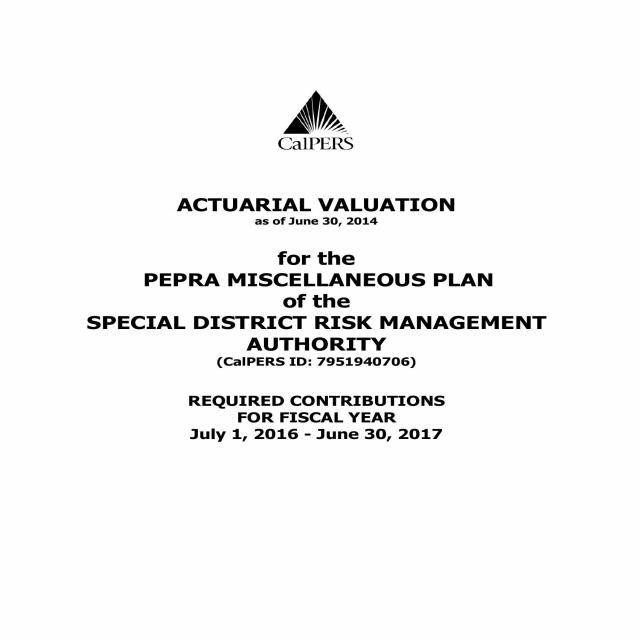 CalPERS
ACTUARIAL VALUATION
as of June 30, 2014
for the
PEPRA MISCELLANEOUS PLAN
of the
SPECIAL DISTRICT RISK MANAGEMENT
AUTHORITY
(CalPERS ID: 7951940706)
REQUIRED CONTRIBUTIONS
FOR FISCAL YEAR
July 1, 2016 - June 30, 2017